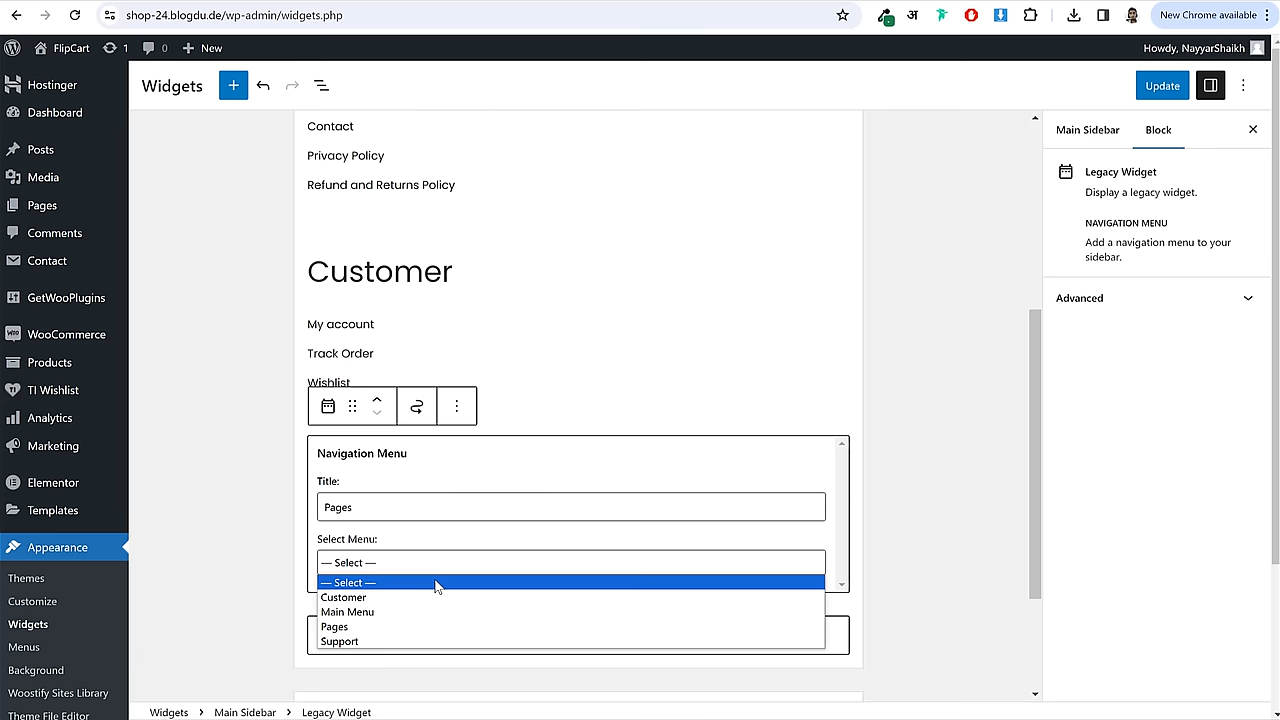 shop-24.blogdu.de/wp-admin/widgets.php
अ
New Chrome available
FlipCart 1 0 New
Howdy, NayyarShaikh
Hostinger
Dashboard
Posts
Media
Pages
Comments
Contact
GetWooPlugins
WooCommerce
Products
TI Wishlist
Analytics
Marketing
Elementor
Templates
Appearance
Themes
Customize
Widgets
Menus
Background
Woostify Sites Library
Theme File Editor
Widgets
Update
Contact
Privacy Policy
Refund and Returns Policy
Customer
My account
Track Order
Wishlist
Navigation Menu
Title:
Pages
Select Menu:
— Select —
— Select —
Customer
Main Menu
Pages
Support
Main Sidebar
Block
Legacy Widget
Display a legacy widget.
NAVIGATION MENU
Add a navigation menu to your
sidebar.
Advanced
Widgets > Main Sidebar > Legacy Widget